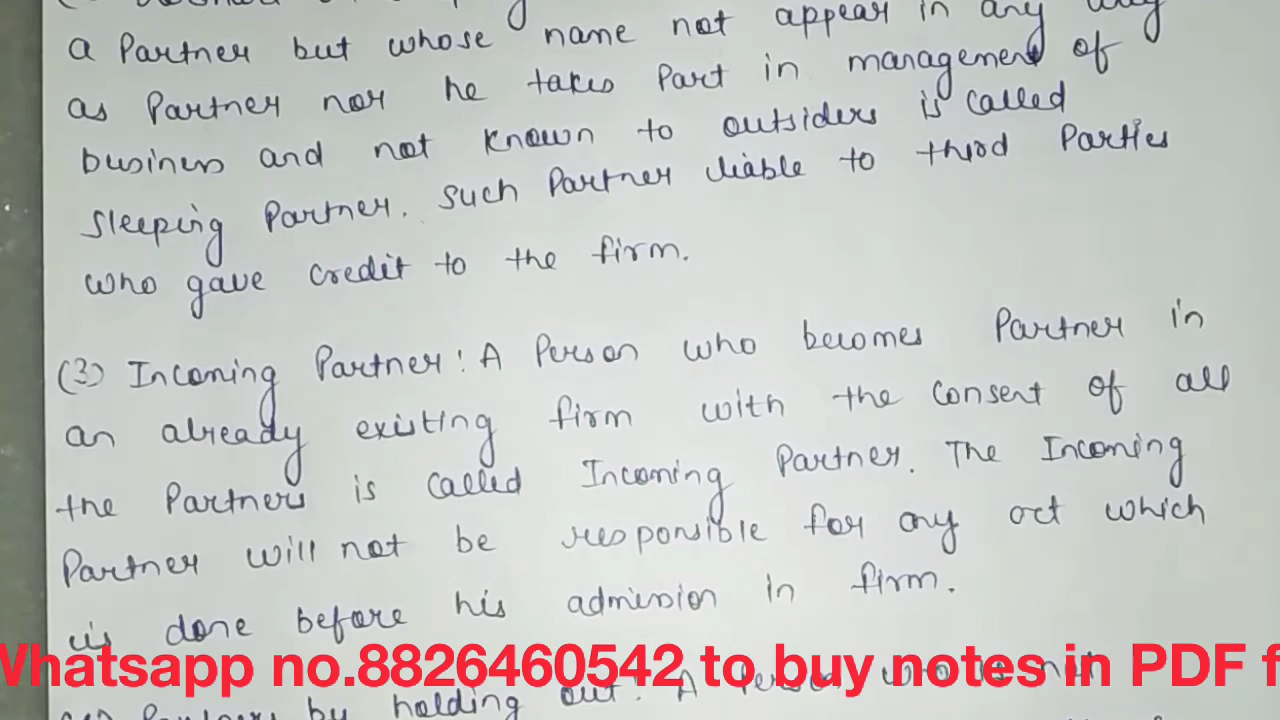 a Partner but whose name not appear in any way
as Partner nor he takes Part in management of
business and not known to outsiders is called
sleeping Partner. Such Partner liable to third Parties
who gave credit to the firm.
(3) Incoming Partner: A Person who becomes Partner in
an already existing firm with the consent of all
the Partners is called Incoming Partner. The Incoming
Partner will not be responsible for any act which
is done before his admission in firm.
Whatsapp no.8826460542 to buy notes in PDF f
Partner by holding out: A Person who is not